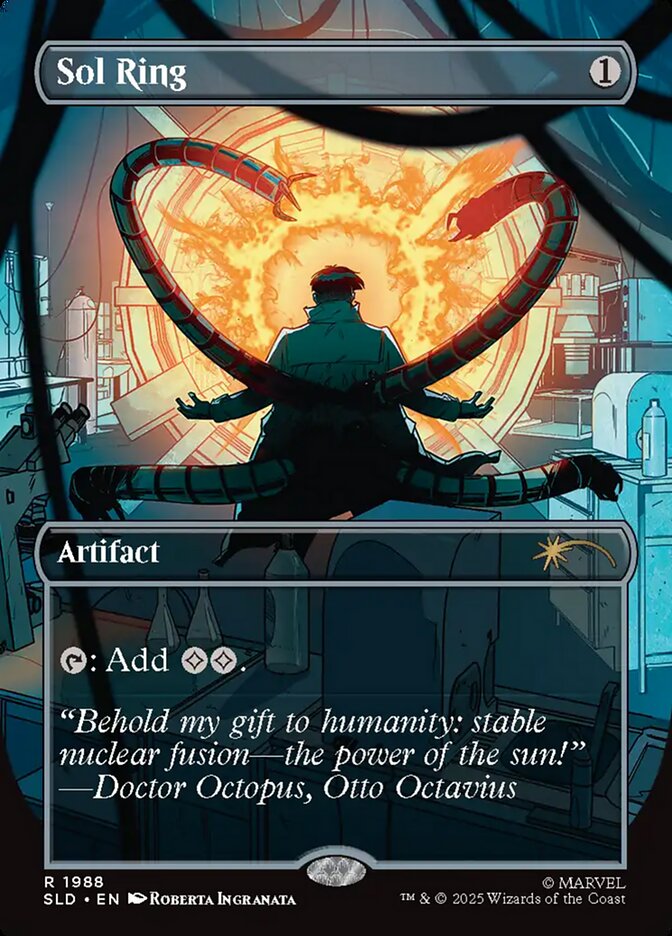 Sol Ring 1
Artifact
: Add .
“Behold my gift to humanity: stable
nuclear fusion—the power of the sun!”
—Doctor Octopus, Otto Octavius
R 1988
SLD • EN Roberta Ingranata
© MARVEL
™ & © 2025 Wizards of the Coast